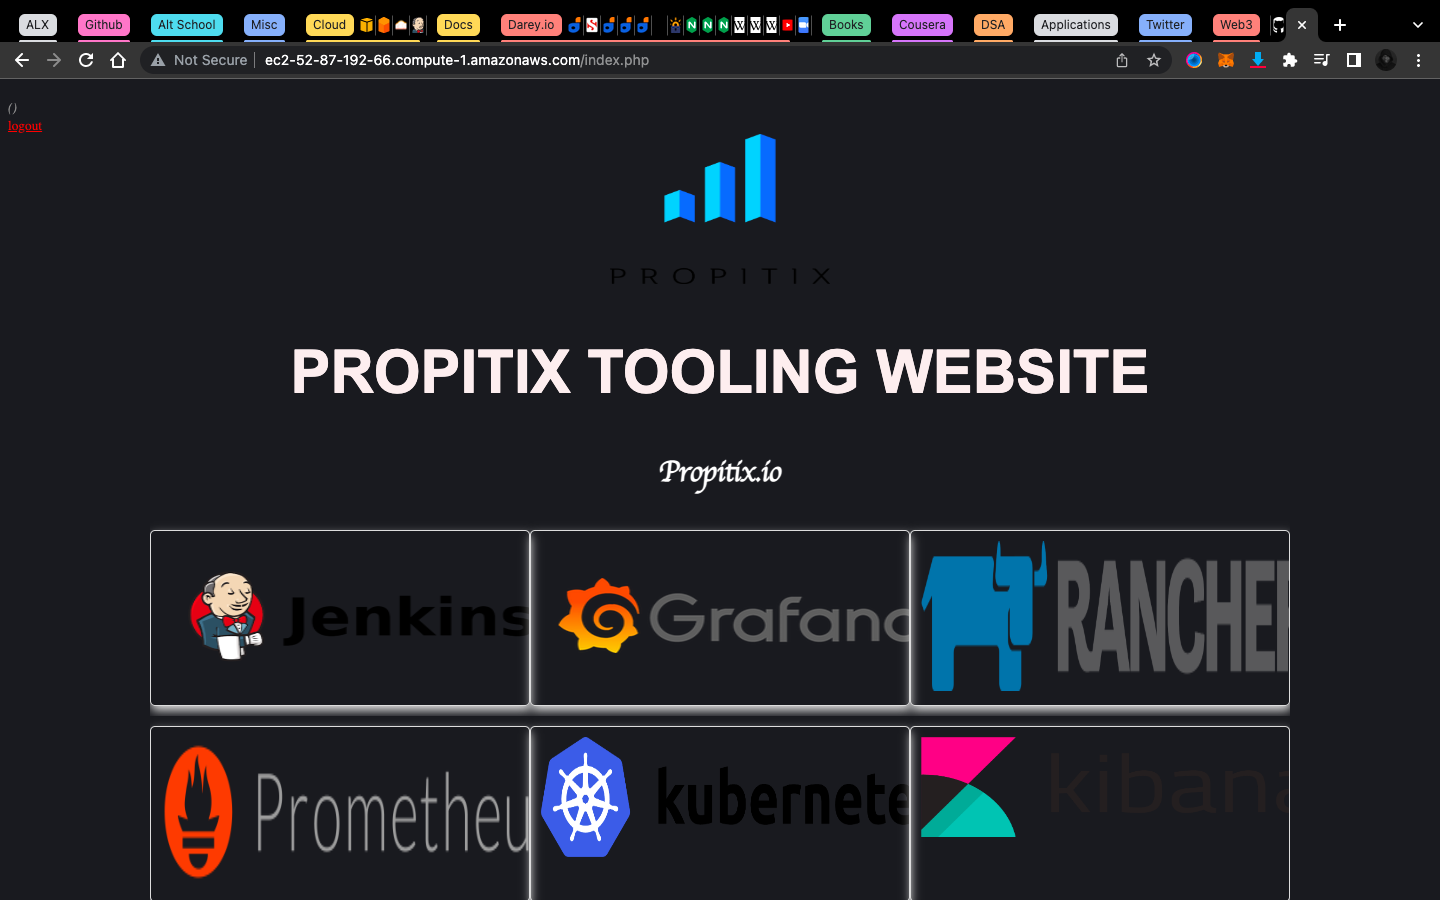 ALX Github Alt School Misc Cloud Docs Darey.io Books Cousera DSA Applications Twitter Web3
Not Secure ec2-52-87-192-66.compute-1.amazonaws.com/index.php
()
logout
PROPITIX
PROPITIX TOOLING WEBSITE
Propitix.io
Jenkins Grafana RANCHER
Prometheu kubernete kibana